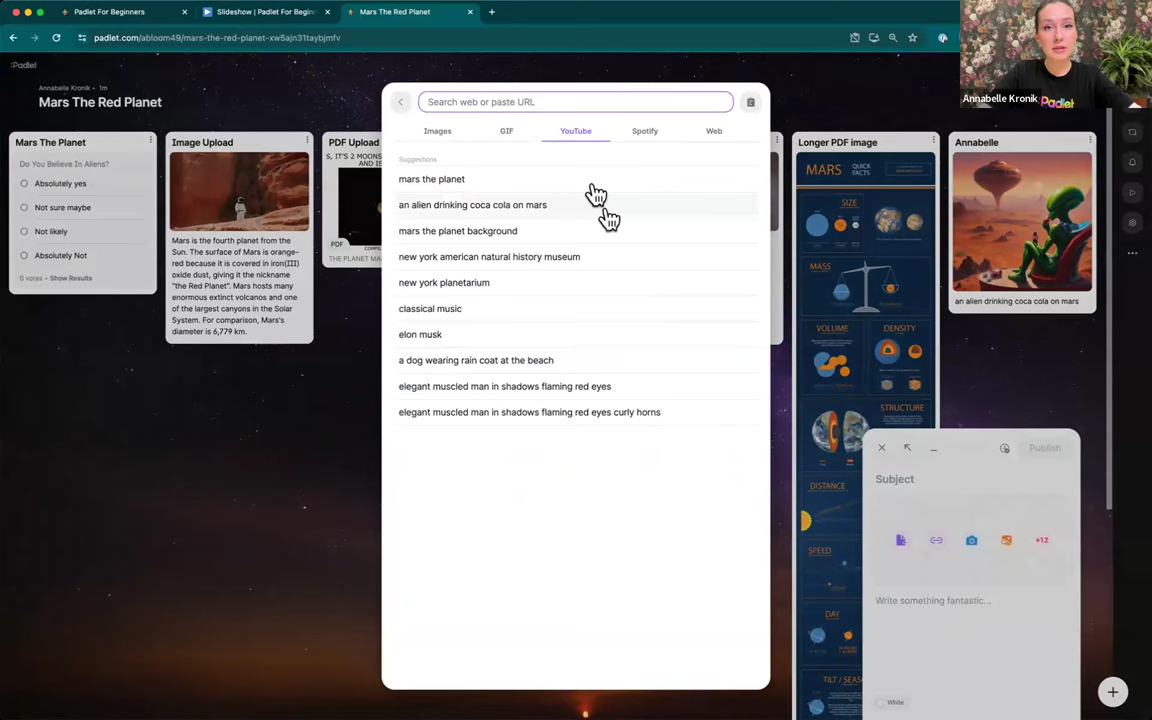 Padlet For Beginners
Slideshow | Padlet For Begin
Mars The Red Planet
padlet.com/abloom49/mars-the-red-planet-xw5ajn31taybjmfv
:Padlet
Annabelle Kronik • 1m
Mars The Red Planet
Mars The Planet
Do You Believe In Aliens?
Absolutely yes
Not sure maybe
Not likely
Absolutely Not
0 votes • Show Results
Image Upload
Mars is the fourth planet from the
Sun. The surface of Mars is orange-
red because it is covered in iron(III)
oxide dust, giving it the nickname
"the Red Planet". Mars hosts many
enormous extinct volcanos and one
of the largest canyons in the Solar
System. For comparison, Mars's
diameter is 6,779 km.
PDF Upload
S, IT'S 2 MOONS
AND IS
PDF
THE PLANET MA
Search web or paste URL
Images
GIF
YouTube
Spotify
Web
Suggestions
mars the planet
an alien drinking coca cola on mars
mars the planet background
new york american natural history museum
new york planetarium
classical music
elon musk
a dog wearing rain coat at the beach
elegant muscled man in shadows flaming red eyes
elegant muscled man in shadows flaming red eyes curly horns
Longer PDF image
MARS QUICK
FACTS
SIZE
MASS
VOLUME
DENSITY
STRUCTURE
DISTANCE
SPEED
DAY
TILT / SEAS
Annabelle
an alien drinking coca cola on mars
Publish
Subject
+12
Write something fantastic...
White
Annabelle Kronik
Padlet